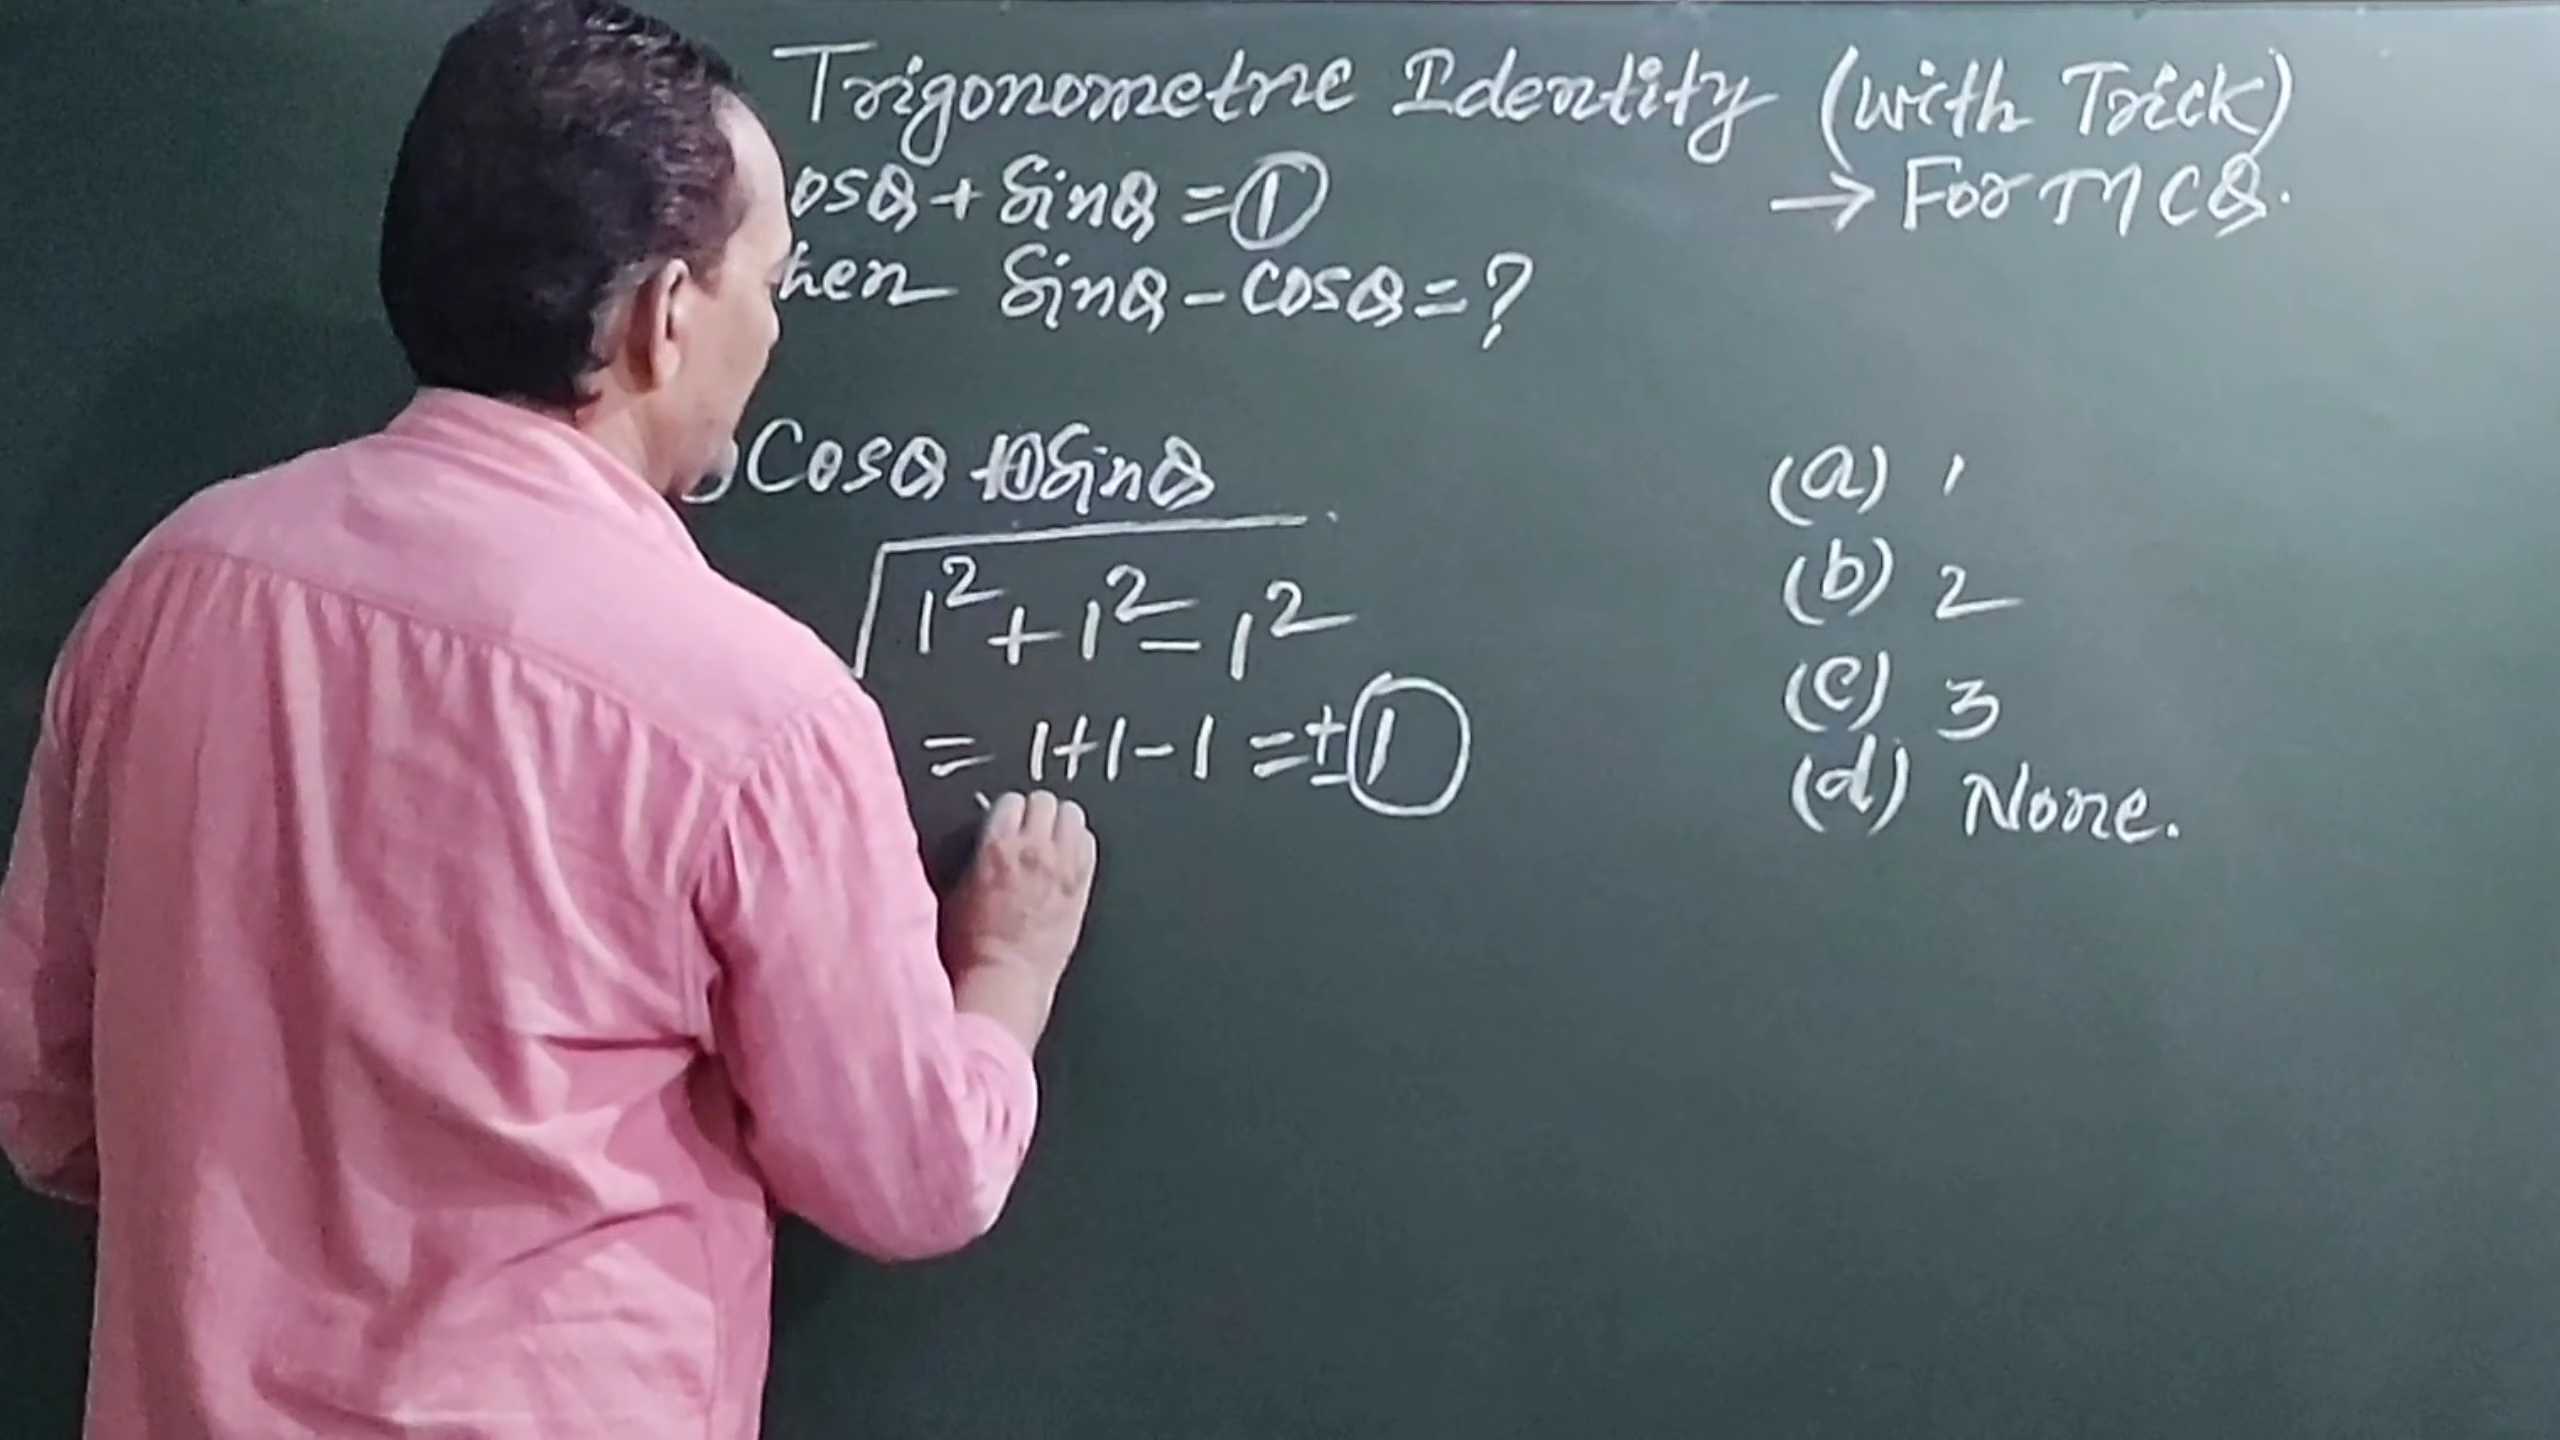 Trigonometric Identity (with Trick)
→ For MCQ.
osθ + Sinθ = 1
hen Sinθ - Cosθ = ?
Cosθ + 1 Sinθ
√1² + 1² - 1²
= 1+1-1 = ± 1
(a) 1
(b) 2
(c) 3
(d) None.